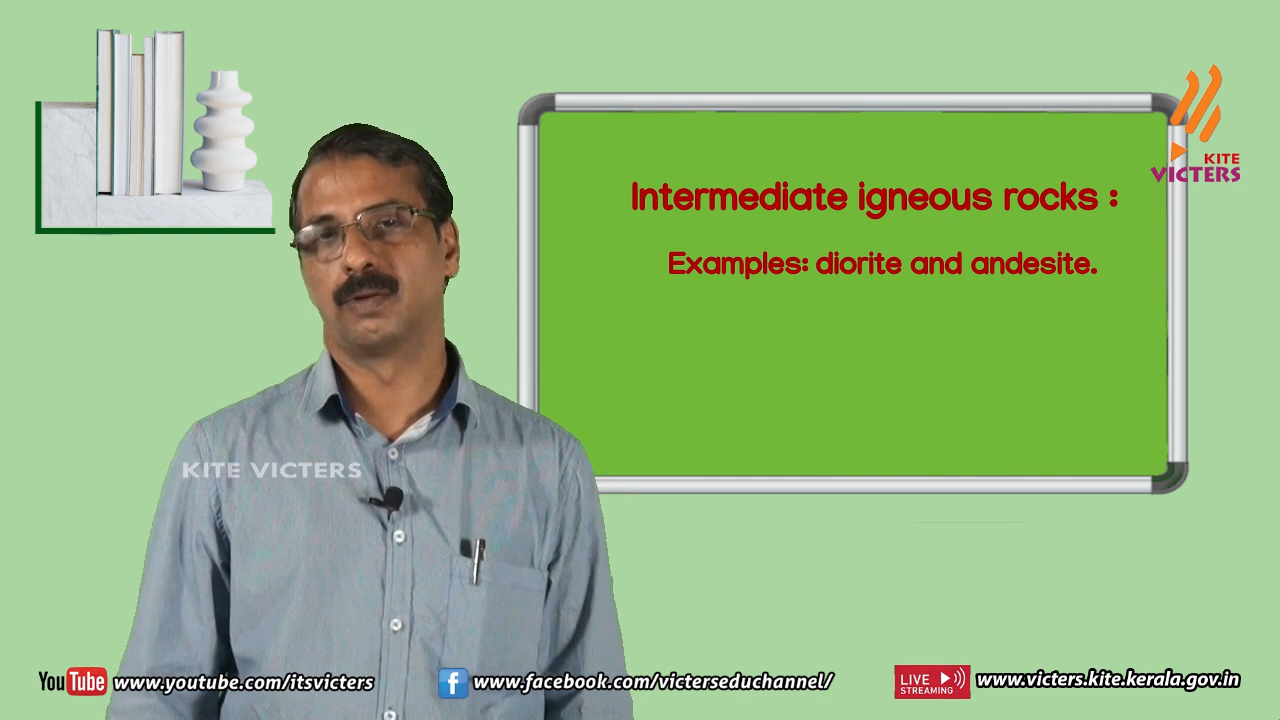 KITE
VICTERS
Intermediate igneous rocks :
Examples: diorite and andesite.
KITE VICTERS
YouTube www.youtube.com/itsvicters
f www.facebook.com/victerseduchannel/
LIVE STREAMING www.victers.kite.kerala.gov.in